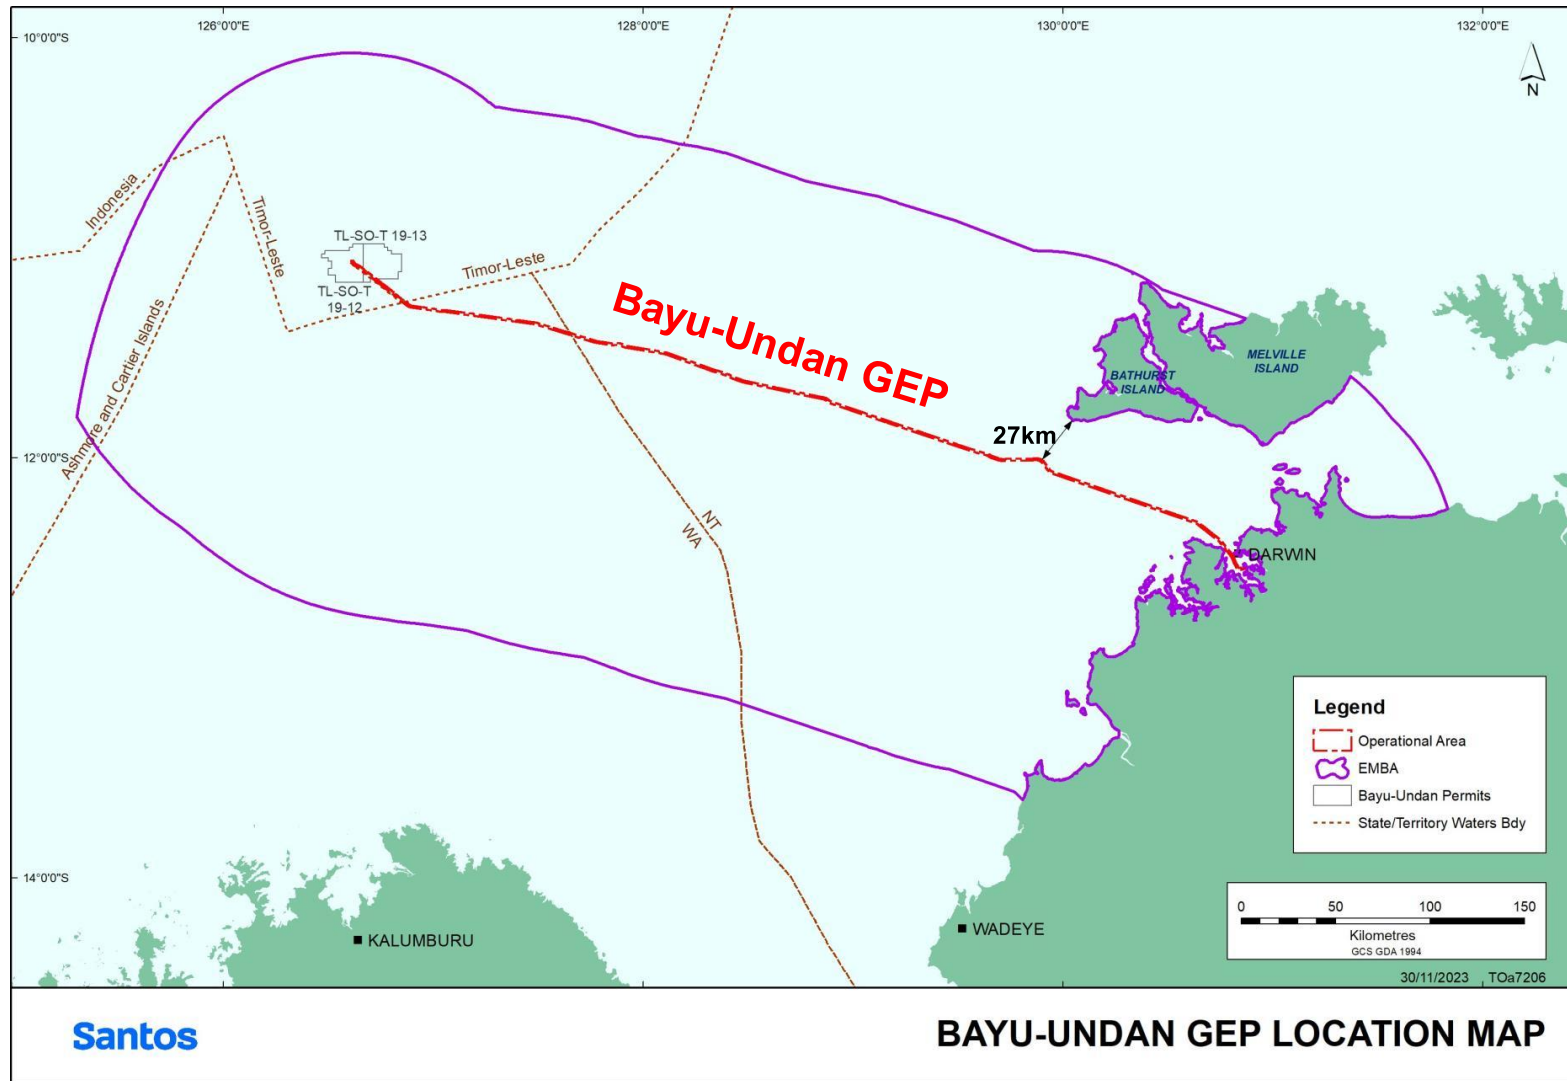 126°0'0"E
128°0'0"E
130°0'0"E
132°0'0"E
10°0'0"S
N
Indonesia
Timor-Leste
TL-SO-T 19-13
TL-SO-T
19-12
Timor-Leste
Ashmore and Cartier Islands
Bayu-Undan GEP
BATHURST
ISLAND
MELVILLE
ISLAND
27km
12°0'0"S
NT
WA
DARWIN
Legend
Operational Area
EMBA
Bayu-Undan Permits
State/Territory Waters Bdy
14°0'0"S
KALUMBURU
WADEYE
0 50 100 150
Kilometres
GCS GDA 1994
30/11/2023 TOa7206
Santos
BAYU-UNDAN GEP LOCATION MAP